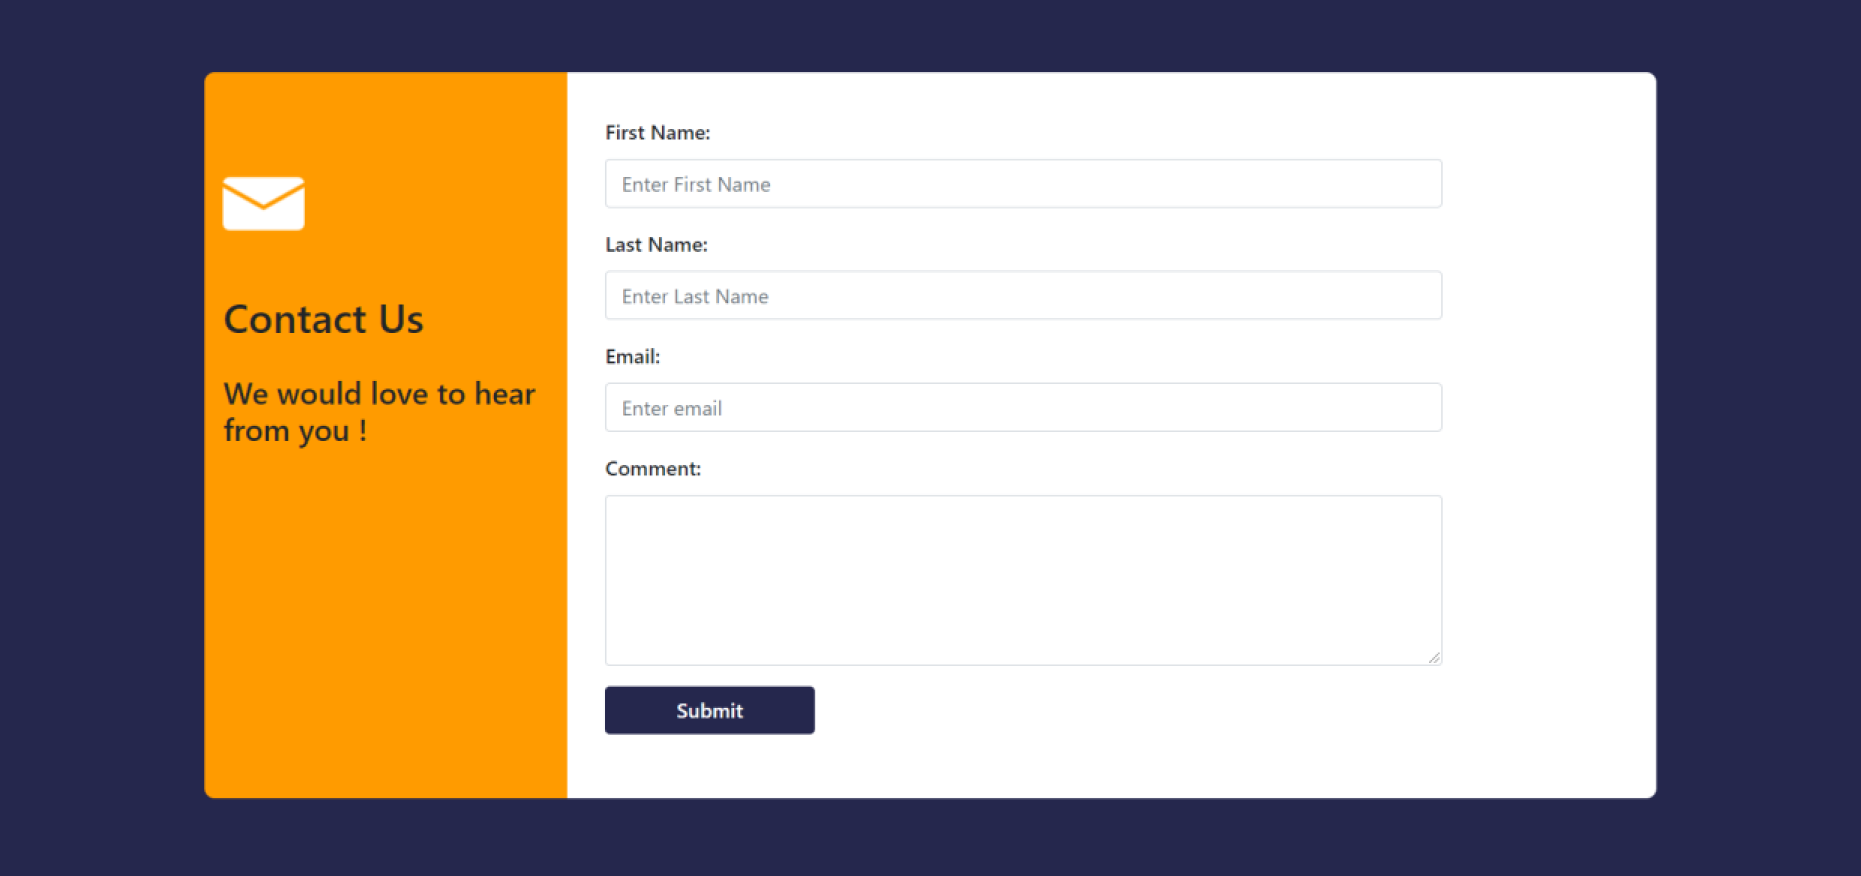 Contact Us
We would love to hear
from you !
First Name:
Enter First Name
Last Name:
Enter Last Name
Email:
Enter email
Comment:
Submit